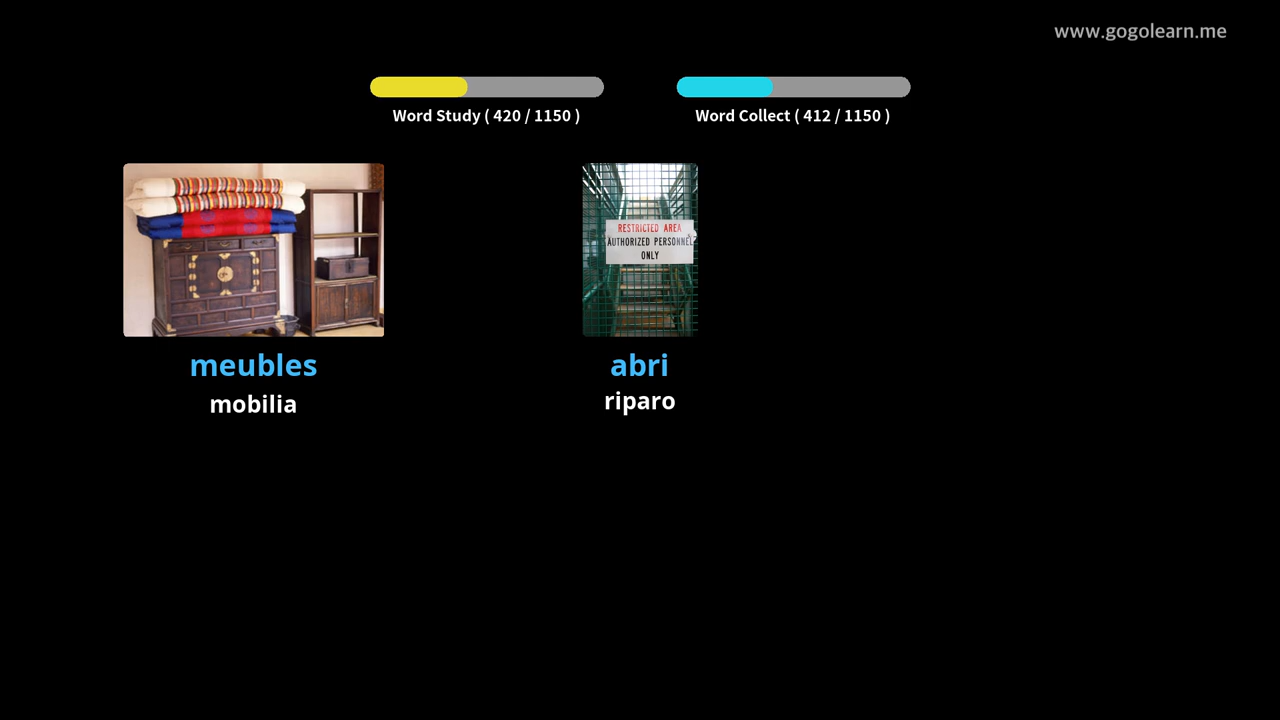 www.gogolearn.me
Word Study ( 420 / 1150 )
Word Collect ( 412 / 1150 )
RESTRICTED AREA
AUTHORIZED PERSONNEL
ONLY
meubles
mobilia
abri
riparo